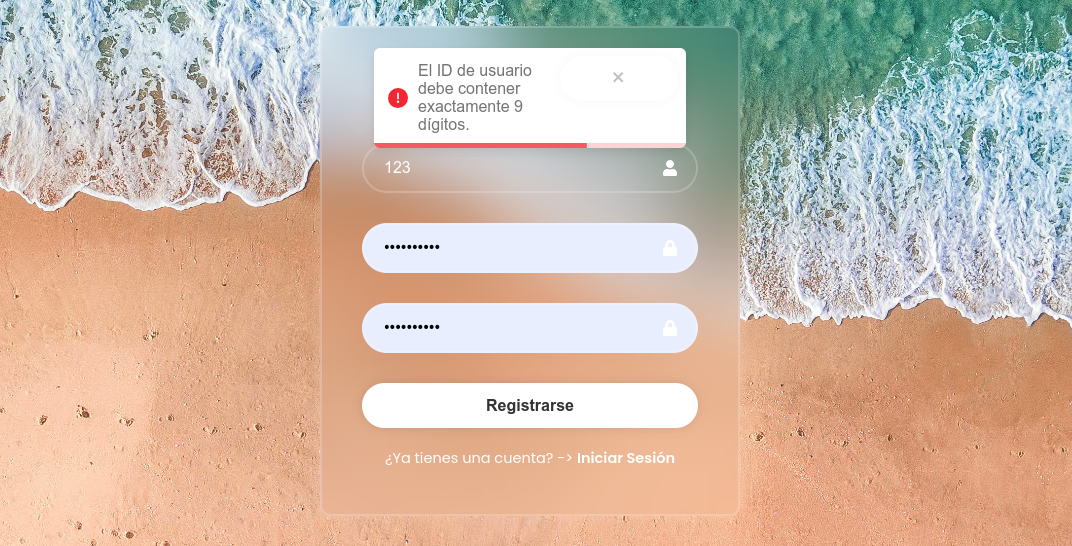 El ID de usuario
debe contener
exactamente 9
dígitos.
123
••••••••••
••••••••••
Registrarse
¿Ya tienes una cuenta? -> Iniciar Sesión